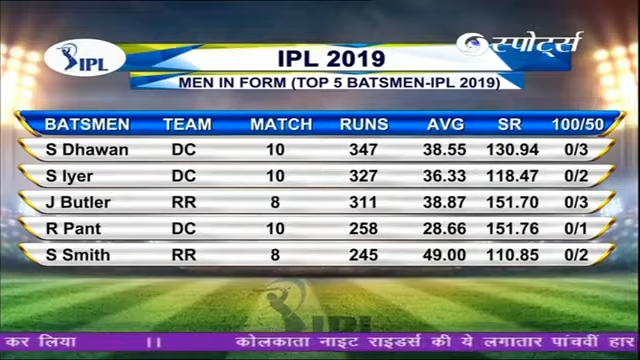 IPL
IPL 2019
स्पोर्ट्स
MEN IN FORM (TOP 5 BATSMEN-IPL 2019)
BATSMEN TEAM MATCH RUNS AVG SR 100/50
S Dhawan DC 10 347 38.55 130.94 0/3
S Iyer DC 10 327 36.33 118.47 0/2
J Butler RR 8 311 38.87 151.70 0/3
R Pant DC 10 258 28.66 151.76 0/1
S Smith RR 8 245 49.00 110.85 0/2
IPL
कर लिया ।। कोलकाता नाइट राइडर्स की ये लगातार पांचवीं हार